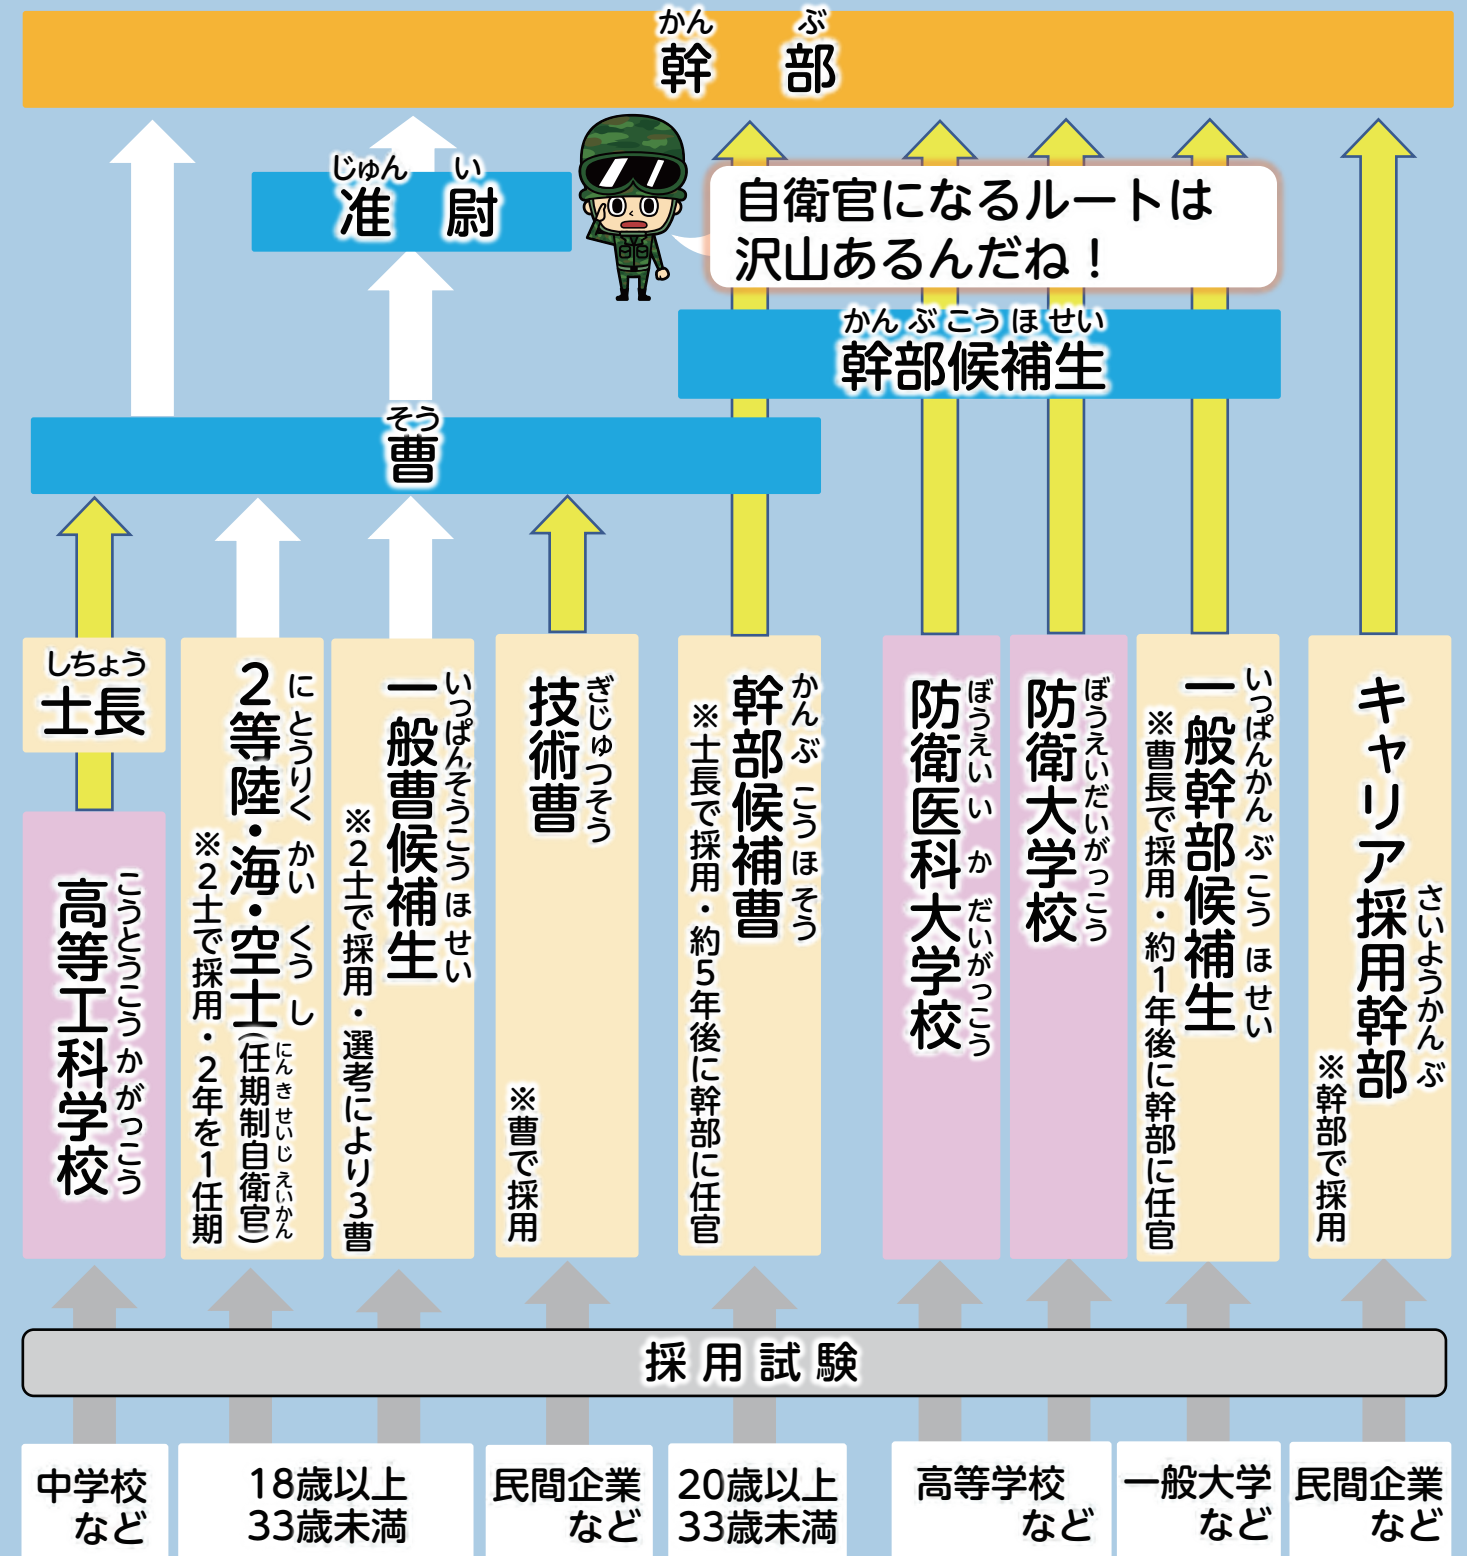 かん ぶ
幹部
じゅん い
准尉
自衛官になるルートは
沢山あるんだね！
かん ぶ こう ほ せい
幹部候補生
そう
曹
しちょう
士長
こうとうこう か がっこう
高等工科学校
に とうりく かい くう し
２等陸・海・空士(任期制自衛官)
にん き せいじ えいかん
※２士で採用・２年を１任期
いっぱんそうこう ほ せい
一般曹候補生
※２士で採用・選考により３曹
ぎじゅつそう
技術曹
※曹で採用
かん ぶ こう ほ そう
幹部候補曹
※士長で採用・約５年後に幹部に任官
ぼうえい い か だいがっこう
防衛医科大学校
ぼうえいだいがっこう
防衛大学校
いっぱんかん ぶ こう ほ せい
一般幹部候補生
※曹長で採用・約１年後に幹部に任官
さいようかん ぶ
キャリア採用幹部
※幹部で採用
採用試験
中学校
など
18歳以上
33歳未満
民間企業
など
20歳以上
33歳未満
高等学校
など
一般大学
など
民間企業
など